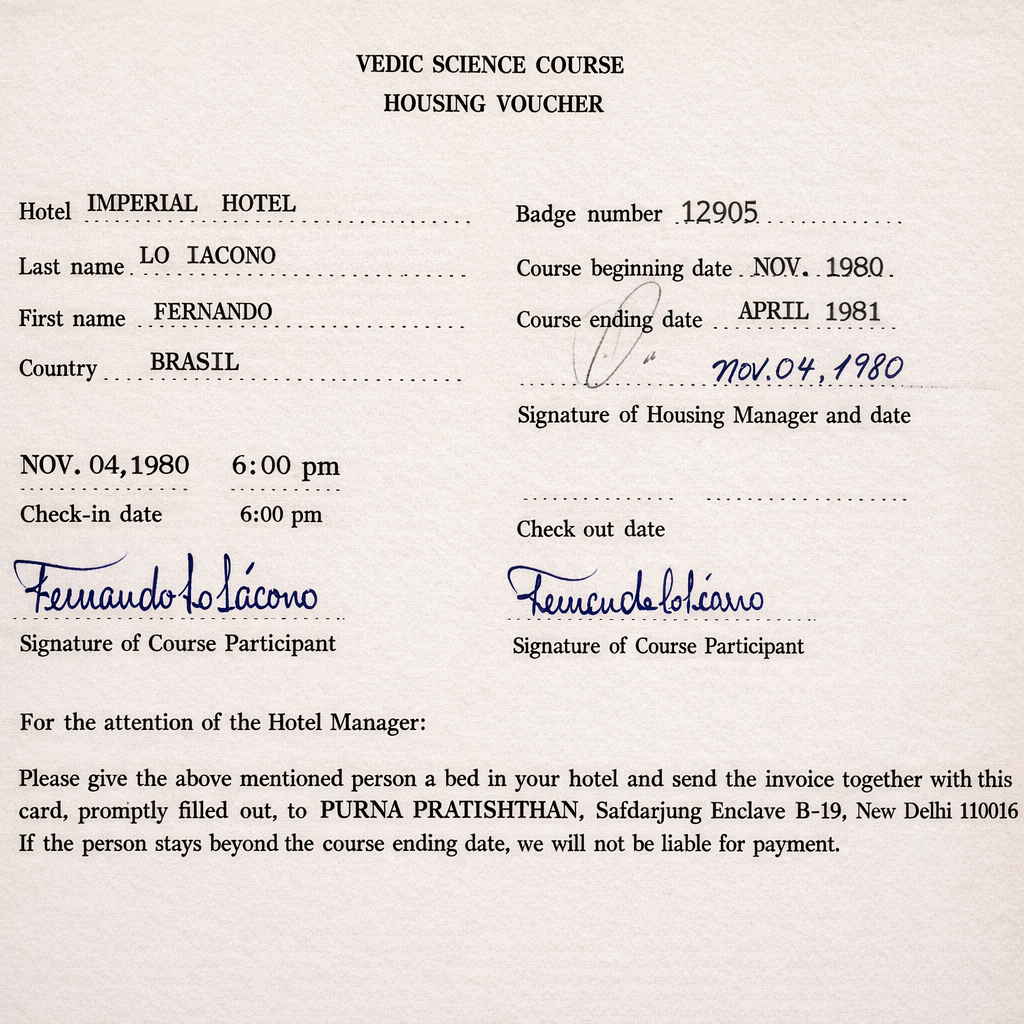 VEDIC SCIENCE COURSE
HOUSING VOUCHER
Hotel IMPERIAL HOTEL
Last name LO IACONO
First name FERNANDO
Country BRASIL
Badge number 12905
Course beginning date NOV. 1980
Course ending date APRIL 1981
Nov. 04, 1980
Signature of Housing Manager and date
NOV. 04,1980 6:00 pm
Check-in date 6:00 pm
Check out date
Fernando Lo Iácono
Signature of Course Participant
Signature of Course Participant
For the attention of the Hotel Manager:
Please give the above mentioned person a bed in your hotel and send the invoice together with this
card, promptly filled out, to PURNA PRATISHTHAN, Safdarjung Enclave B-19, New Delhi 110016
If the person stays beyond the course ending date, we will not be liable for payment.